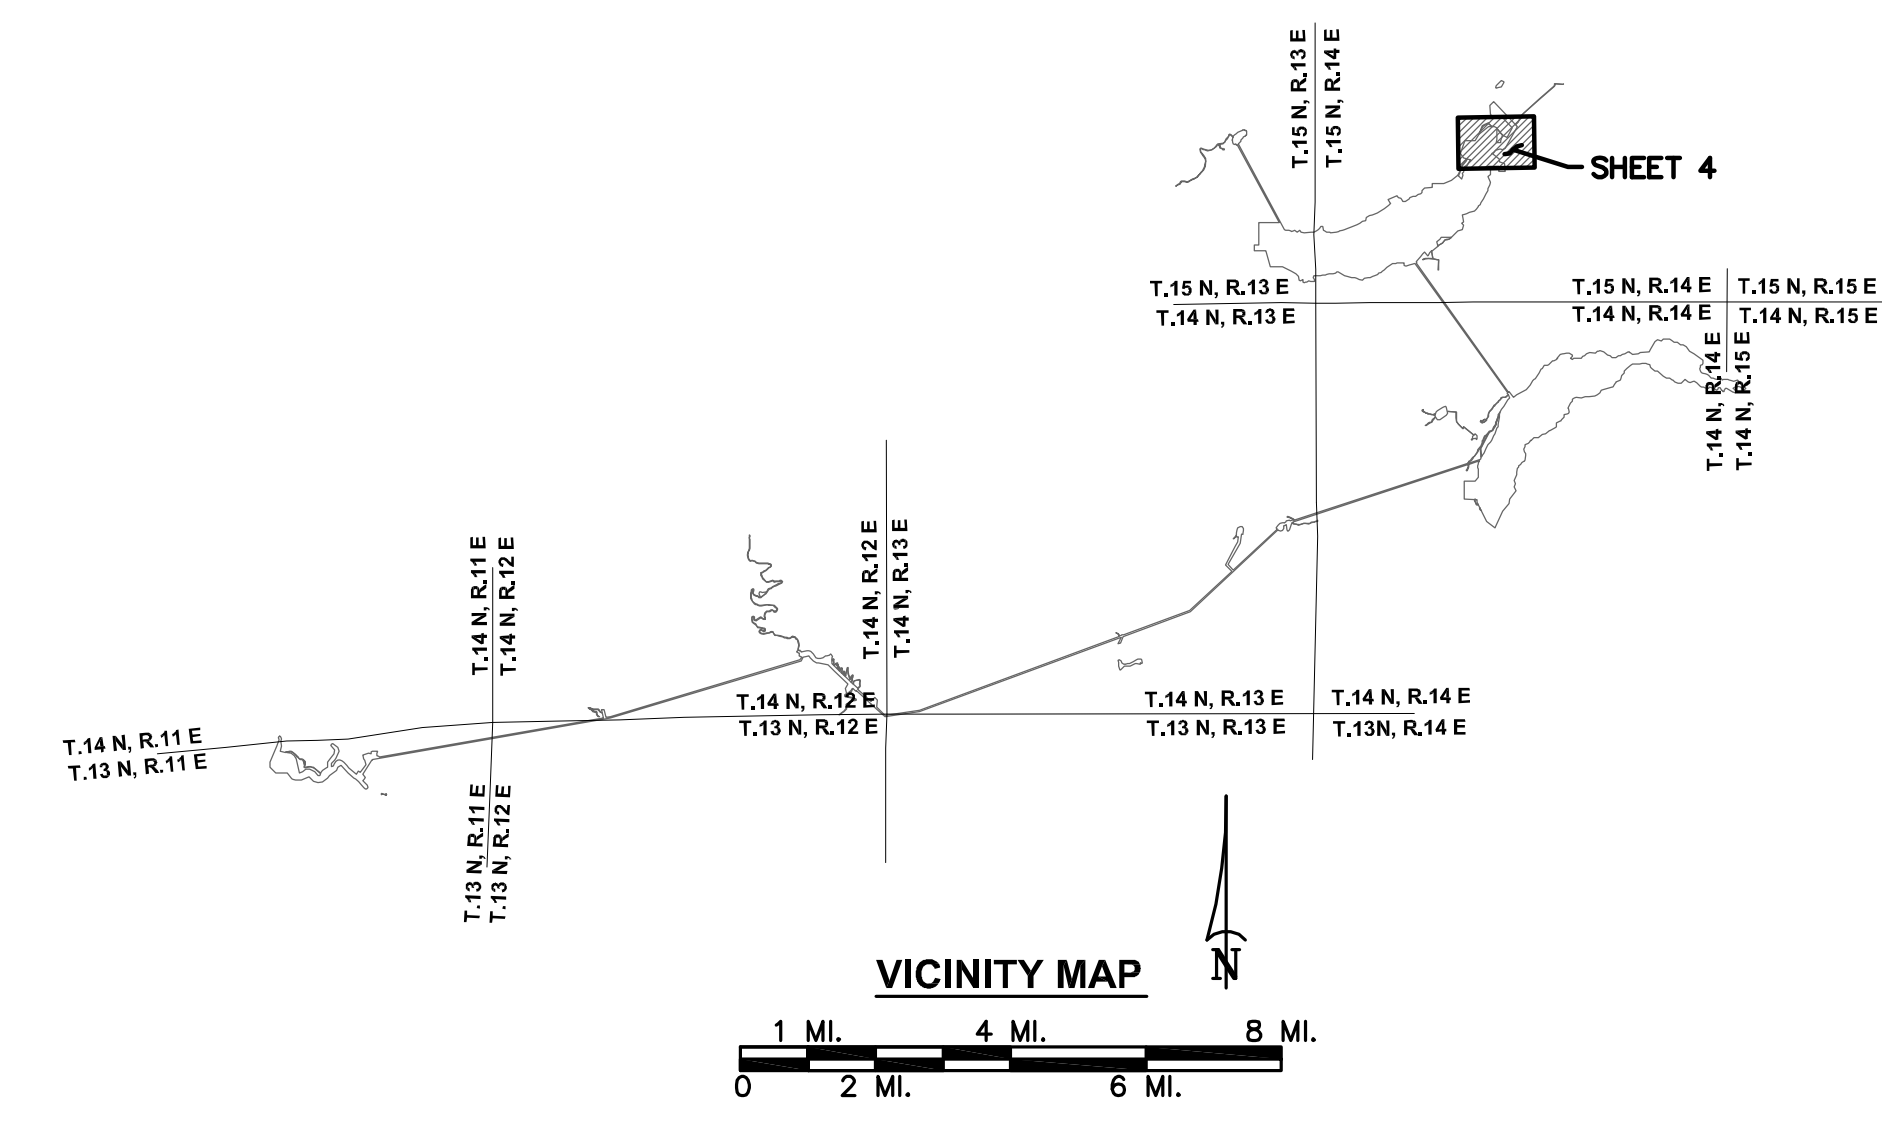 T.15 N, R.13 E
T.15 N, R.14 E
SHEET 4
T.15 N, R.13 E
T.14 N, R.13 E
T.15 N, R.14 E
T.14 N, R.14 E
T.15 N, R.15 E
T.14 N, R.15 E
T.14 N, R.14 E
T.14 N, R.15 E
T.14 N, R.11 E
T.14 N, R.12 E
T.14 N, R.12 E
T.14 N, R.13 E
T.14 N, R.12 E
T.13 N, R.12 E
T.14 N, R.13 E
T.13 N, R.13 E
T.14 N, R.14 E
T.13N, R.14 E
T.14 N, R.11 E
T.13 N, R.11 E
T.13 N, R.11 E
T.13 N, R.12 E
N
VICINITY MAP
1 MI. 4 MI. 8 MI.
0 2 MI. 6 MI.